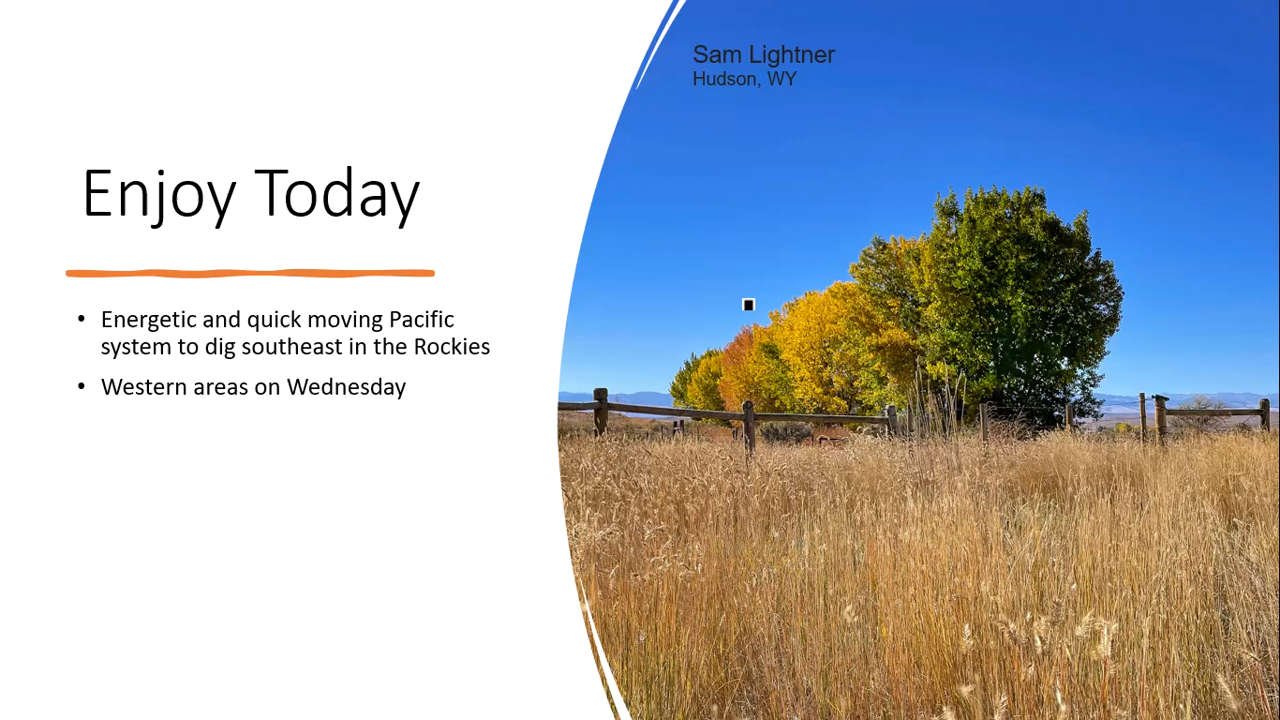 Sam Lightner
Hudson, WY
Enjoy Today
• Energetic and quick moving Pacific
system to dig southeast in the Rockies
• Western areas on Wednesday